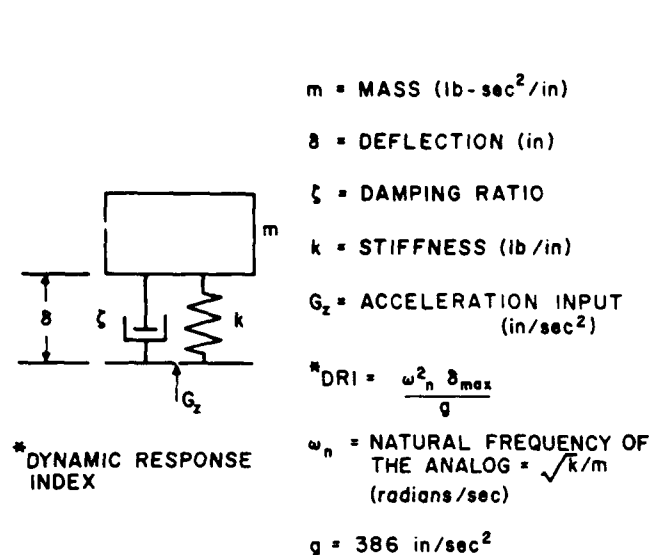 m = MASS (lb-sec²/in)
δ = DEFLECTION (in)
ζ = DAMPING RATIO
k = STIFFNESS (lb/in)
G_z = ACCELERATION INPUT
(in/sec²)
*DRI = ω²_n δ_max / g
ω_n = NATURAL FREQUENCY OF
THE ANALOG = √k/m
(radians/sec)
g = 386 in/sec²
m
δ
ζ
k
G_z
*DYNAMIC RESPONSE
INDEX